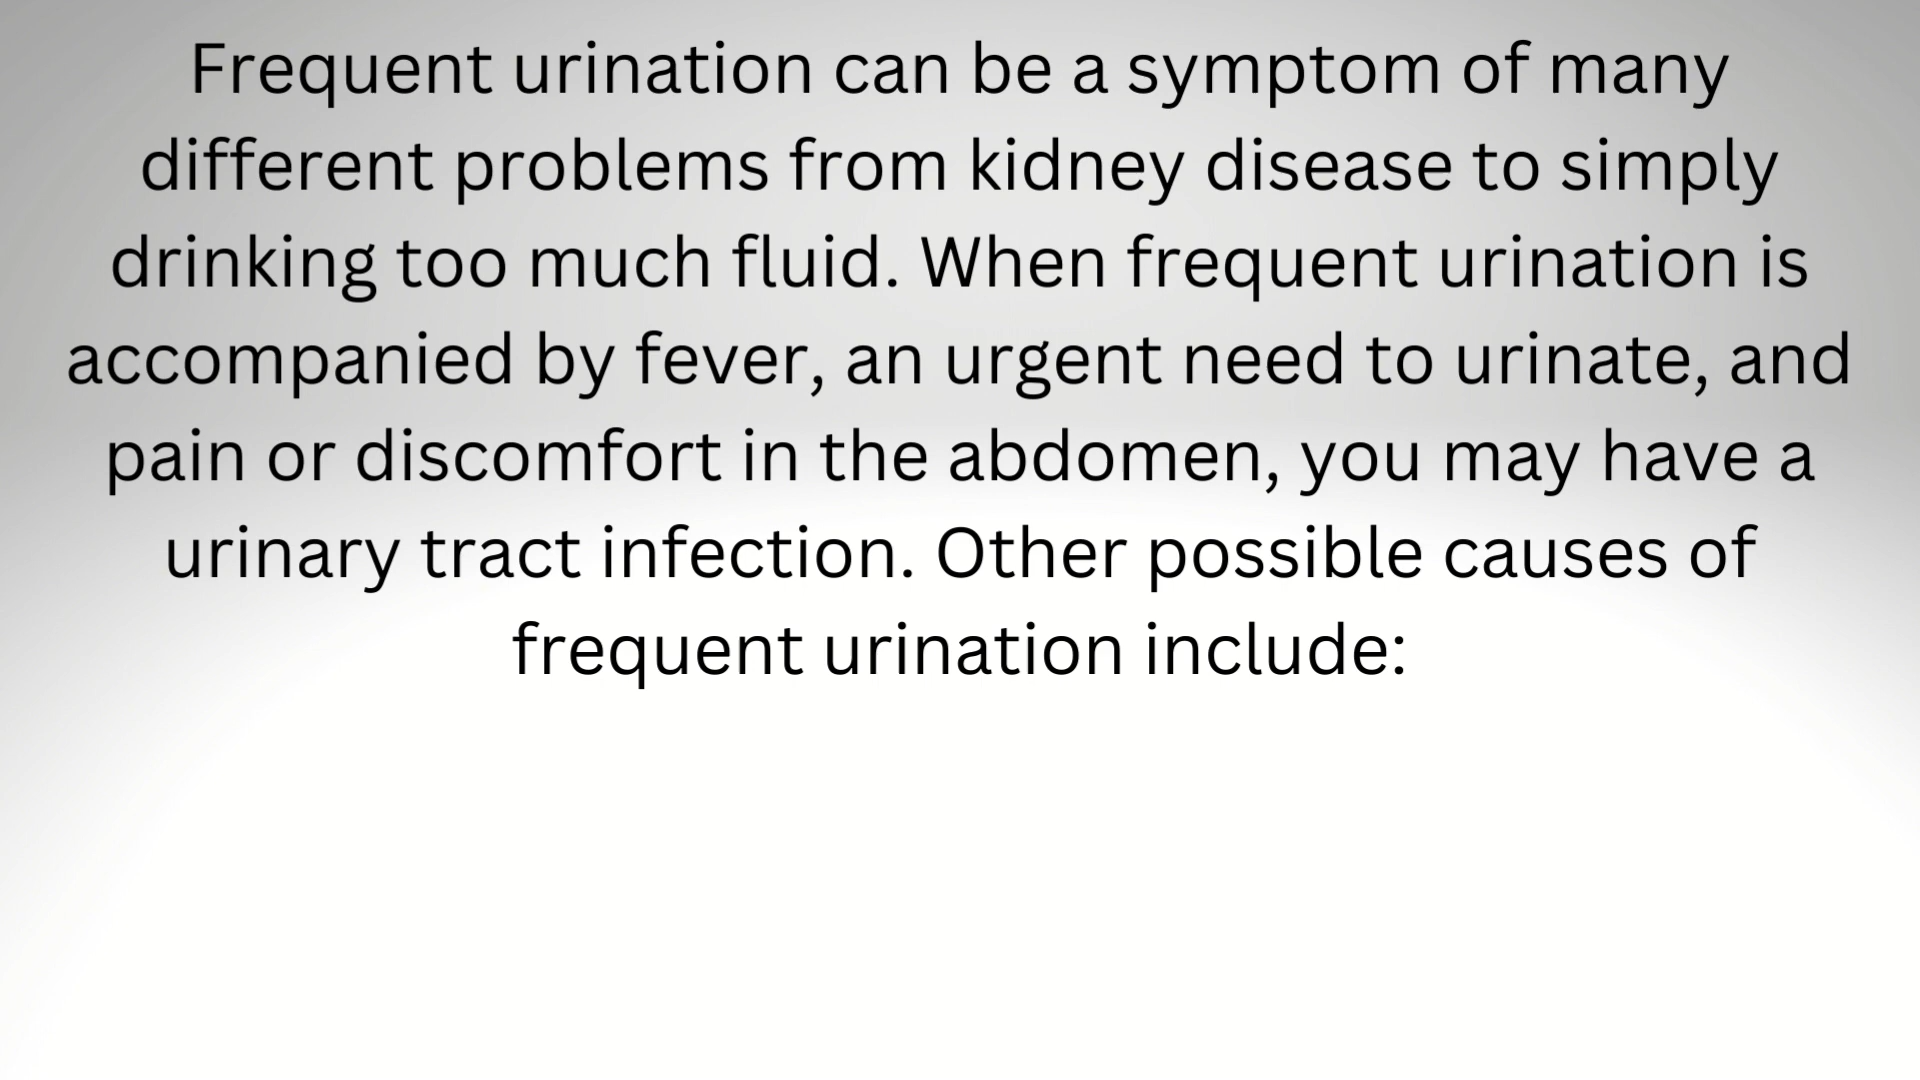 Frequent urination can be a symptom of many
different problems from kidney disease to simply
drinking too much fluid. When frequent urination is
accompanied by fever, an urgent need to urinate, and
pain or discomfort in the abdomen, you may have a
urinary tract infection. Other possible causes of
frequent urination include: